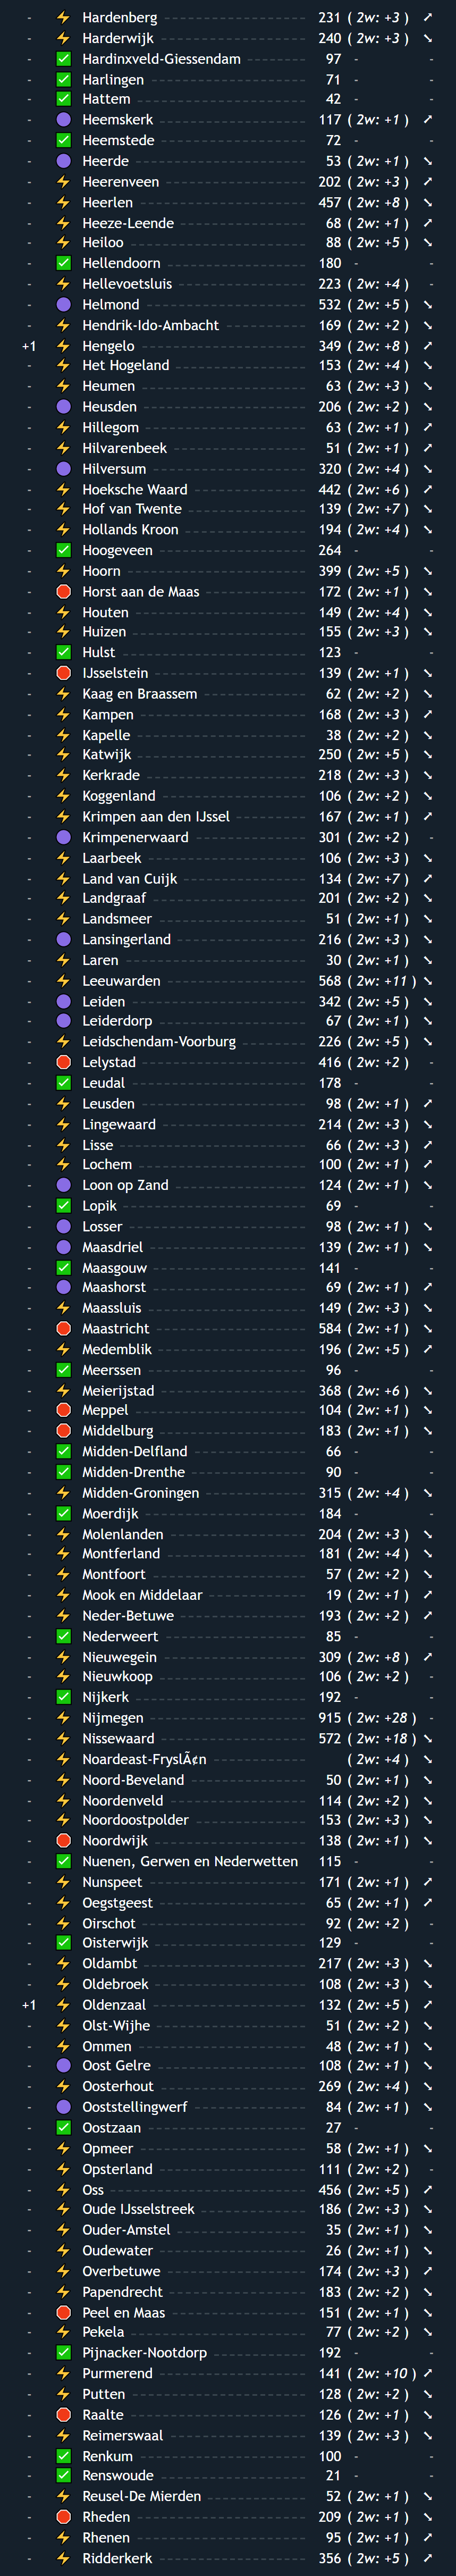 - ⚡ Hardenberg 231 ( 2w: +3 ) ↗
- ⚡ Harderwijk 240 ( 2w: +3 ) ↘
- ✅ Hardinxveld-Giessendam 97 - -
- ✅ Harlingen 71 - -
- ✅ Hattem 42 - -
- 🟣 Heemskerk 117 ( 2w: +1 ) ↗
- ✅ Heemstede 72 - -
- 🟣 Heerde 53 ( 2w: +1 ) ↘
- ⚡ Heerenveen 202 ( 2w: +3 ) ↗
- ⚡ Heerlen 457 ( 2w: +8 ) ↘
- ⚡ Heeze-Leende 68 ( 2w: +1 ) ↗
- ⚡ Heiloo 88 ( 2w: +5 ) ↘
- ✅ Hellendoorn 180 - -
- ⚡ Hellevoetsluis 223 ( 2w: +4 ) -
- 🟣 Helmond 532 ( 2w: +5 ) ↘
- ⚡ Hendrik-Ido-Ambacht 169 ( 2w: +2 ) ↘
+1 ⚡ Hengelo 349 ( 2w: +8 ) ↗
- ⚡ Het Hogeland 153 ( 2w: +4 ) ↘
- ⚡ Heumen 63 ( 2w: +3 ) ↘
- 🟣 Heusden 206 ( 2w: +2 ) ↘
- ⚡ Hillegom 63 ( 2w: +1 ) ↗
- ⚡ Hilvarenbeek 51 ( 2w: +1 ) ↗
- 🟣 Hilversum 320 ( 2w: +4 ) ↘
- ⚡ Hoeksche Waard 442 ( 2w: +6 ) ↗
- ⚡ Hof van Twente 139 ( 2w: +7 ) ↘
- ⚡ Hollands Kroon 194 ( 2w: +4 ) ↘
- ✅ Hoogeveen 264 - -
- ⚡ Hoorn 399 ( 2w: +5 ) ↘
- 🛑 Horst aan de Maas 172 ( 2w: +1 ) ↘
- ⚡ Houten 149 ( 2w: +4 ) ↘
- ⚡ Huizen 155 ( 2w: +3 ) ↘
- ✅ Hulst 123 - -
- 🛑 IJsselstein 139 ( 2w: +1 ) ↘
- ⚡ Kaag en Braassem 62 ( 2w: +2 ) ↘
- ⚡ Kampen 168 ( 2w: +3 ) ↗
- ⚡ Kapelle 38 ( 2w: +2 ) ↘
- ⚡ Katwijk 250 ( 2w: +5 ) ↘
- ⚡ Kerkrade 218 ( 2w: +3 ) ↘
- ⚡ Koggenland 106 ( 2w: +2 ) ↘
- ⚡ Krimpen aan den IJssel 167 ( 2w: +1 ) ↗
- 🟣 Krimpenerwaard 301 ( 2w: +2 ) -
- ⚡ Laarbeek 106 ( 2w: +3 ) ↘
- ⚡ Land van Cuijk 134 ( 2w: +7 ) ↗
- ⚡ Landgraaf 201 ( 2w: +2 ) ↘
- ⚡ Landsmeer 51 ( 2w: +1 ) ↘
- 🟣 Lansingerland 216 ( 2w: +3 ) ↘
- ⚡ Laren 30 ( 2w: +1 ) ↘
- ⚡ Leeuwarden 568 ( 2w: +11 ) ↘
- 🟣 Leiden 342 ( 2w: +5 ) ↘
- 🟣 Leiderdorp 67 ( 2w: +1 ) ↘
- ⚡ Leidschendam-Voorburg 226 ( 2w: +5 ) ↘
- 🛑 Lelystad 416 ( 2w: +2 ) -
- ✅ Leudal 178 - -
- ⚡ Leusden 98 ( 2w: +1 ) ↗
- ⚡ Lingewaard 214 ( 2w: +3 ) ↘
- ⚡ Lisse 66 ( 2w: +3 ) ↗
- ⚡ Lochem 100 ( 2w: +1 ) ↗
- 🟣 Loon op Zand 124 ( 2w: +1 ) ↘
- ✅ Lopik 69 - -
- 🟣 Losser 98 ( 2w: +1 ) ↘
- 🟣 Maasdriel 139 ( 2w: +1 ) ↘
- ✅ Maasgouw 141 - -
- 🟣 Maashorst 69 ( 2w: +1 ) ↗
- ⚡ Maassluis 149 ( 2w: +3 ) ↘
- 🛑 Maastricht 584 ( 2w: +1 ) ↘
- ⚡ Medemblik 196 ( 2w: +5 ) ↗
- ✅ Meerssen 96 - -
- ⚡ Meierijstad 368 ( 2w: +6 ) ↘
- 🛑 Meppel 104 ( 2w: +1 ) ↘
- 🛑 Middelburg 183 ( 2w: +1 ) ↘
- ✅ Midden-Delfland 66 - -
- ✅ Midden-Drenthe 90 - -
- ⚡ Midden-Groningen 315 ( 2w: +4 ) ↘
- ✅ Moerdijk 184 - -
- ⚡ Molenlanden 204 ( 2w: +3 ) ↘
- ⚡ Montferland 181 ( 2w: +4 ) ↘
- ⚡ Montfoort 57 ( 2w: +2 ) ↘
- ⚡ Mook en Middelaar 19 ( 2w: +1 ) ↗
- ⚡ Neder-Betuwe 193 ( 2w: +2 ) ↗
- ✅ Nederweert 85 - -
- ⚡ Nieuwegein 309 ( 2w: +8 ) ↗
- ⚡ Nieuwkoop 106 ( 2w: +2 ) -
- ✅ Nijkerk 192 - -
- ⚡ Nijmegen 915 ( 2w: +28 ) -
- ⚡ Nissewaard 572 ( 2w: +18 ) ↘
- ⚡ Noardeast-FryslÃ¢n ( 2w: +4 ) ↘
- ⚡ Noord-Beveland 50 ( 2w: +1 ) ↘
- ⚡ Noordenveld 114 ( 2w: +2 ) ↘
- ⚡ Noordoostpolder 153 ( 2w: +3 ) ↘
- 🛑 Noordwijk 138 ( 2w: +1 ) ↘
- ✅ Nuenen, Gerwen en Nederwetten 115 - -
- ⚡ Nunspeet 171 ( 2w: +1 ) ↗
- ⚡ Oegstgeest 65 ( 2w: +1 ) ↗
- ⚡ Oirschot 92 ( 2w: +2 ) -
- ✅ Oisterwijk 129 - -
- ⚡ Oldambt 217 ( 2w: +3 ) ↘
- ⚡ Oldebroek 108 ( 2w: +3 ) ↘
+1 ⚡ Oldenzaal 132 ( 2w: +5 ) ↗
- ⚡ Olst-Wijhe 51 ( 2w: +2 ) ↘
- ⚡ Ommen 48 ( 2w: +1 ) ↘
- 🟣 Oost Gelre 108 ( 2w: +1 ) ↘
- ⚡ Oosterhout 269 ( 2w: +4 ) ↘
- 🟣 Ooststellingwerf 84 ( 2w: +1 ) ↘
- ✅ Oostzaan 27 - -
- ⚡ Opmeer 58 ( 2w: +1 ) ↘
- ⚡ Opsterland 111 ( 2w: +2 ) -
- ⚡ Oss 456 ( 2w: +5 ) ↗
- ⚡ Oude IJsselstreek 186 ( 2w: +3 ) ↘
- ⚡ Ouder-Amstel 35 ( 2w: +1 ) ↘
- ⚡ Oudewater 26 ( 2w: +1 ) ↘
- ⚡ Overbetuwe 174 ( 2w: +3 ) ↗
- ⚡ Papendrecht 183 ( 2w: +2 ) ↘
- 🛑 Peel en Maas 151 ( 2w: +1 ) ↘
- ⚡ Pekela 77 ( 2w: +2 ) ↘
- ✅ Pijnacker-Nootdorp 192 - -
- ⚡ Purmerend 141 ( 2w: +10 ) ↗
- ⚡ Putten 128 ( 2w: +2 ) ↘
- 🛑 Raalte 126 ( 2w: +1 ) ↘
- ⚡ Reimerswaal 139 ( 2w: +3 ) ↘
- ✅ Renkum 100 - -
- ✅ Renswoude 21 - -
- ⚡ Reusel-De Mierden 52 ( 2w: +1 ) ↘
- 🛑 Rheden 209 ( 2w: +1 ) ↘
- ⚡ Rhenen 95 ( 2w: +1 ) ↗
- ⚡ Ridderkerk 356 ( 2w: +5 ) ↗